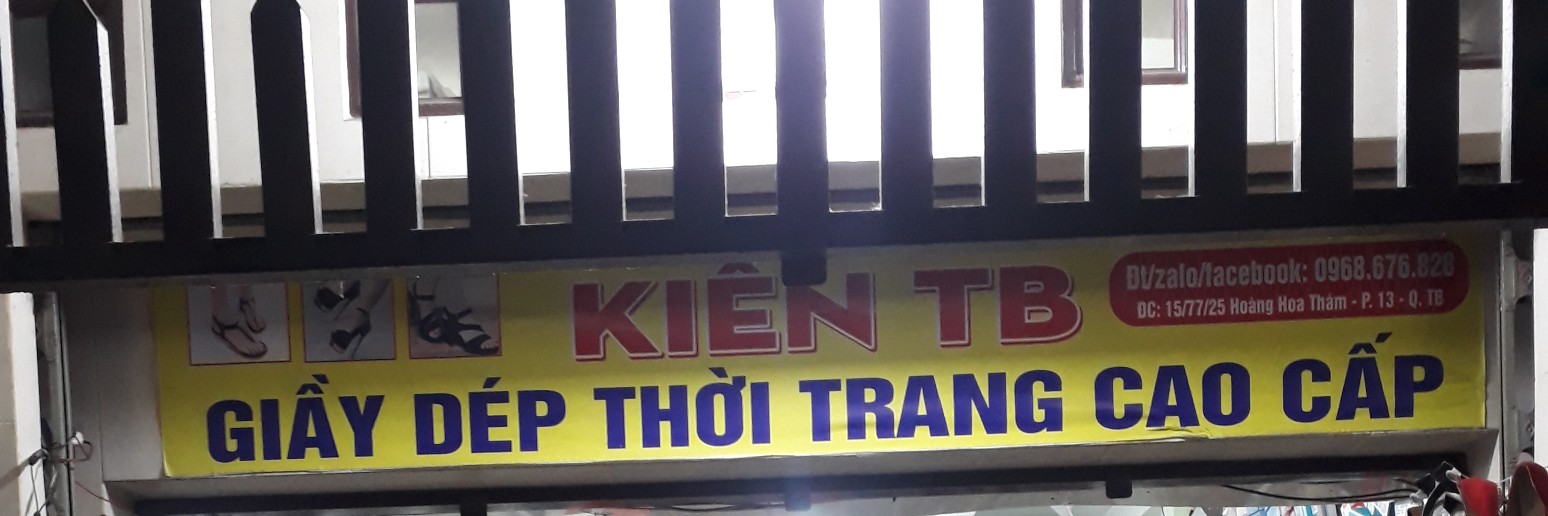 KIÊN TB
Đt/zalo/facebook: 0968.676.828
ĐC: 15/77/25 Hoàng Hoa Thám - P. 13 - Q. TB
GIẦY DÉP THỜI TRANG CAO CẤP